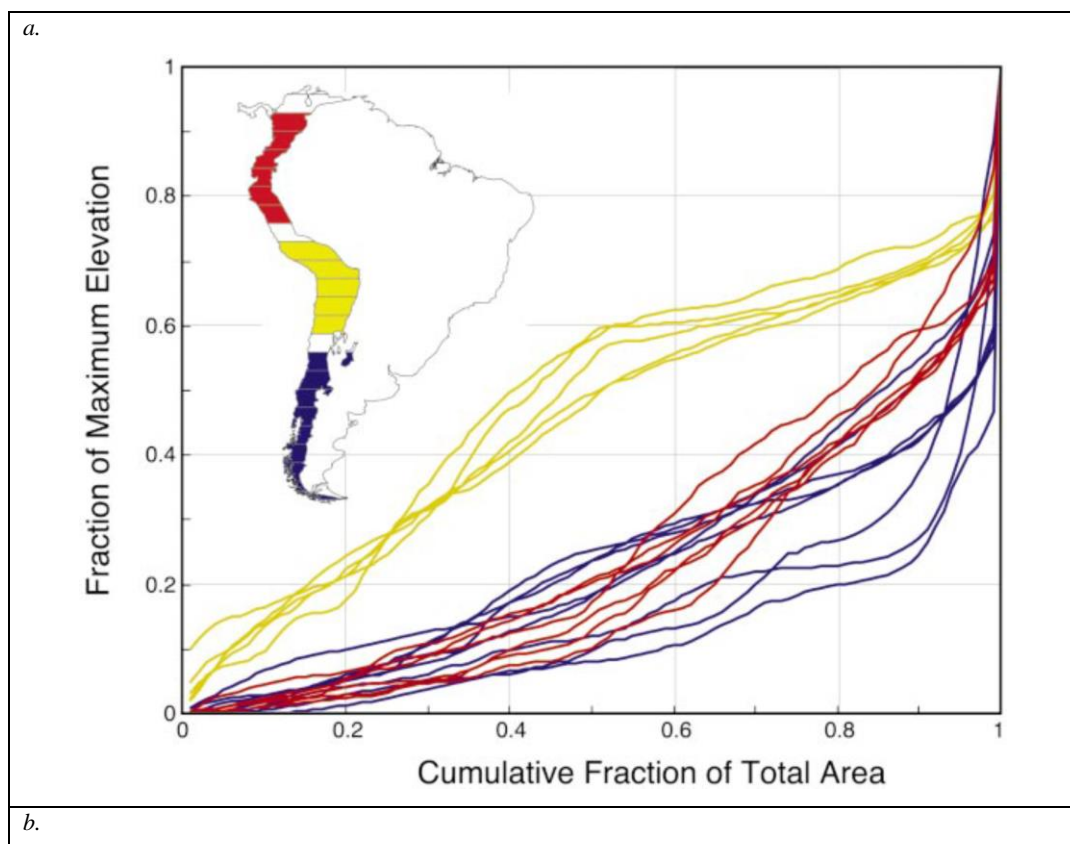 a.
1
0.8
0.6
0.4
0.2
0
0 0.2 0.4 0.6 0.8 1
Fraction of Maximum Elevation
Cumulative Fraction of Total Area
b.